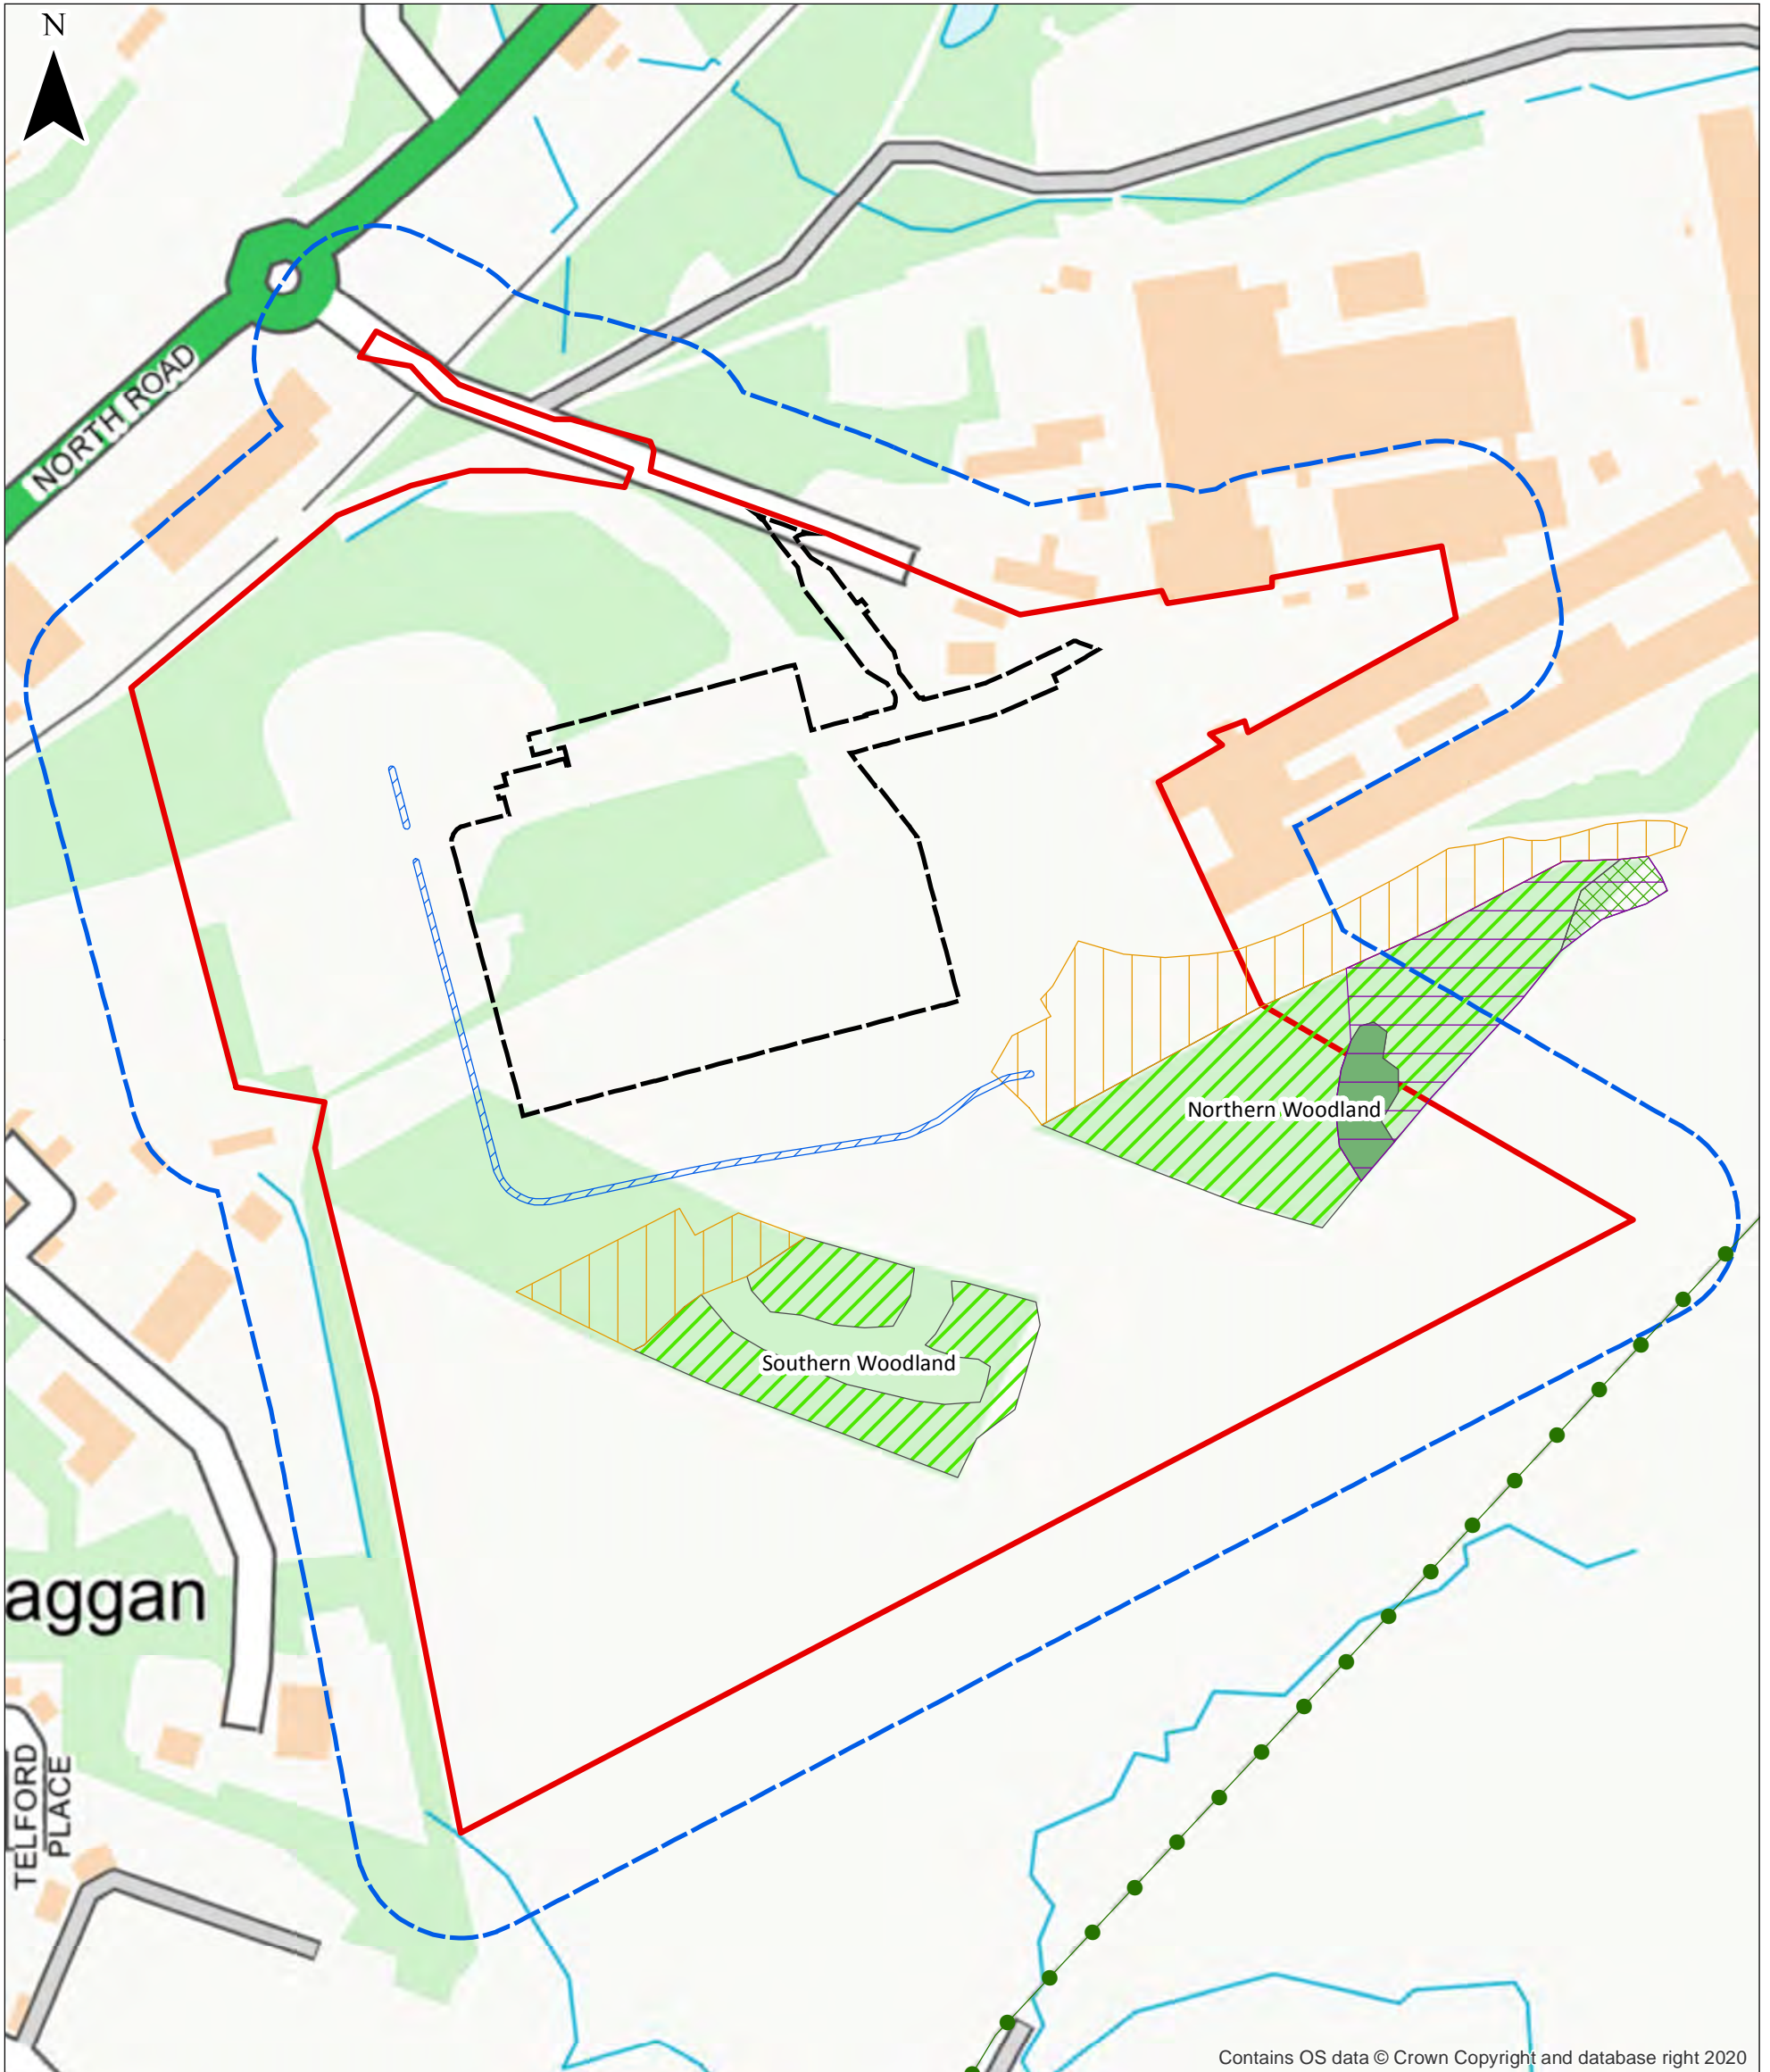 N
NORTH ROAD
Northern Woodland
Southern Woodland
aggan
TELFORD
PLACE
Contains OS data © Crown Copyright and database right 2020